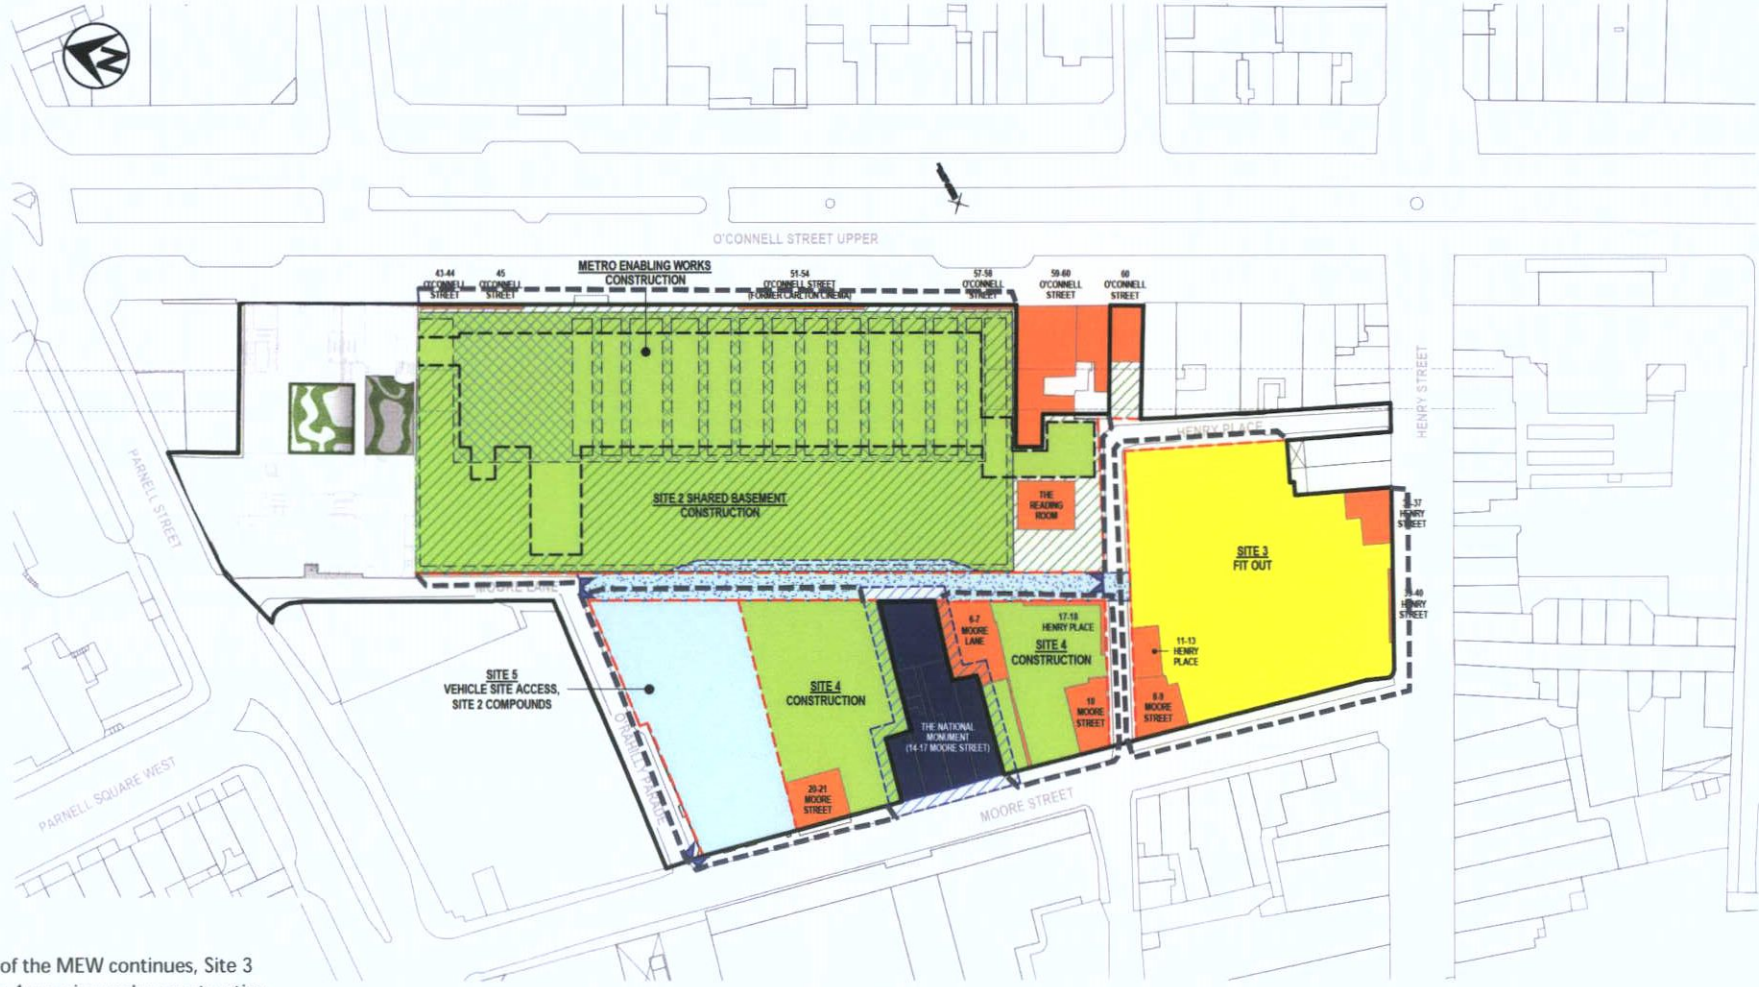 N
O'CONNELL STREET UPPER
METRO ENABLING WORKS
CONSTRUCTION
43-44
O'CONNELL
STREET
45
O'CONNELL
STREET
51-54
O'CONNELL STREET
(FORMER CARLTON CINEMA)
57-58
O'CONNELL
STREET
59-60
O'CONNELL
STREET
60
O'CONNELL
STREET
HENRY STREET
HENRY PLACE
PARNELL STREET
SITE 2 SHARED BASEMENT
CONSTRUCTION
THE
READING
ROOM
SITE 3
FIT OUT
HENRY
STREET
HENRY
STREET
MOORE LANE
6-7
MOORE
LANE
17-18
HENRY PLACE
SITE 4
CONSTRUCTION
11-13
HENRY
PLACE
SITE 5
VEHICLE SITE ACCESS,
SITE 2 COMPOUNDS
SITE 4
CONSTRUCTION
10
MOORE
STREET
8-9
MOORE
STREET
THE NATIONAL
MONUMENT
(14-17 MOORE STREET)
O'RAHILLY PARADE
20-21
MOORE
STREET
MOORE STREET
PARNELL SQUARE WEST
of the MEW continues, Site 3